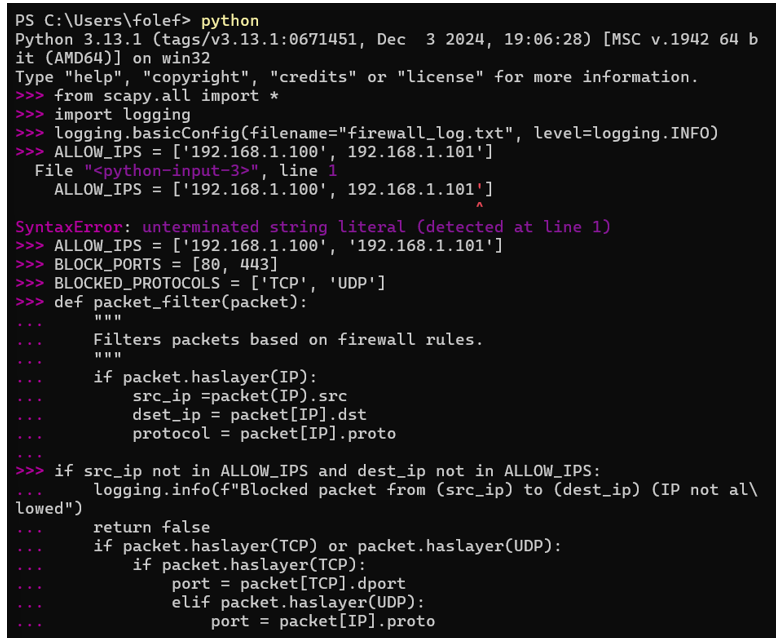 PS C:\Users\folef> python
Python 3.13.1 (tags/v3.13.1:0671451, Dec  3 2024, 19:06:28) [MSC v.1942 64 b
it (AMD64)] on win32
Type "help", "copyright", "credits" or "license" for more information.
>>> from scapy.all import *
>>> import logging
>>> logging.basicConfig(filename="firewall_log.txt", level=logging.INFO)
>>> ALLOW_IPS = ['192.168.1.100', 192.168.1.101']
  File "<python-input-3>", line 1
    ALLOW_IPS = ['192.168.1.100', 192.168.1.101']
                                               ^
SyntaxError: unterminated string literal (detected at line 1)
>>> ALLOW_IPS = ['192.168.1.100', '192.168.1.101']
>>> BLOCK_PORTS = [80, 443]
>>> BLOCKED_PROTOCOLS = ['TCP', 'UDP']
>>> def packet_filter(packet):
...     """
...     Filters packets based on firewall rules.
...     """
...     if packet.haslayer(IP):
...         src_ip =packet(IP).src
...         dset_ip = packet[IP].dst
...         protocol = packet[IP].proto
...
>>> if src_ip not in ALLOW_IPS and dest_ip not in ALLOW_IPS:
...     logging.info(f"Blocked packet from (src_ip) to (dest_ip) (IP not al\
lowed")
...     return false
...     if packet.haslayer(TCP) or packet.haslayer(UDP):
...         if packet.haslayer(TCP):
...             port = packet[TCP].dport
...             elif packet.haslayer(UDP):
...                 port = packet[IP].proto